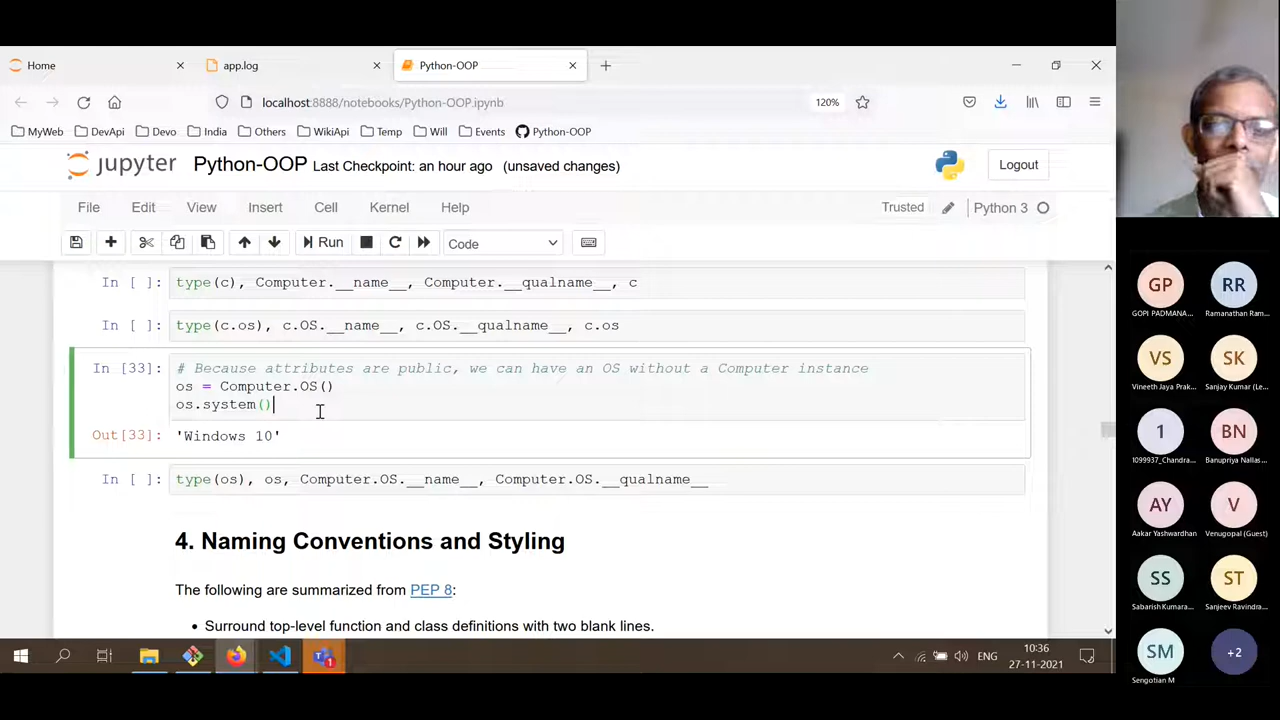 Home
app.log
Python-OOP
localhost:8888/notebooks/Python-OOP.ipynb
120%
MyWeb
DevApi
Devo
India
Others
WikiApi
Temp
Will
Events
Python-OOP
jupyter
Python-OOP Last Checkpoint: an hour ago (unsaved changes)
Logout
File Edit View Insert Cell Kernel Help
Trusted
Python 3
Run
Code
In [ ]: type(c), Computer.__name__, Computer.__qualname__, c
In [ ]: type(c.os), c.OS.__name__, c.OS.__qualname__, c.os
In [33]: # Because attributes are public, we can have an OS without a Computer instance
os = Computer.OS()
os.system()
Out[33]: 'Windows 10'
In [ ]: type(os), os, Computer.OS.__name__, Computer.OS.__qualname__
4. Naming Conventions and Styling
The following are summarized from PEP 8:
• Surround top-level function and class definitions with two blank lines.
1
ENG
10:36
27-11-2021
GP
GOPI PADMANA...
RR
Ramanathan Ram...
VS
Vineeth Jaya Prak...
SK
Sanjay Kumar (Le...
1
1099937_Chandra...
BN
Banupriya Nallas...
AY
Aakar Yashwardhan
V
Venugopal (Guest)
SS
Sabarish Kumara...
ST
Sanjeev Ravindra...
SM
Sengotian M
+2